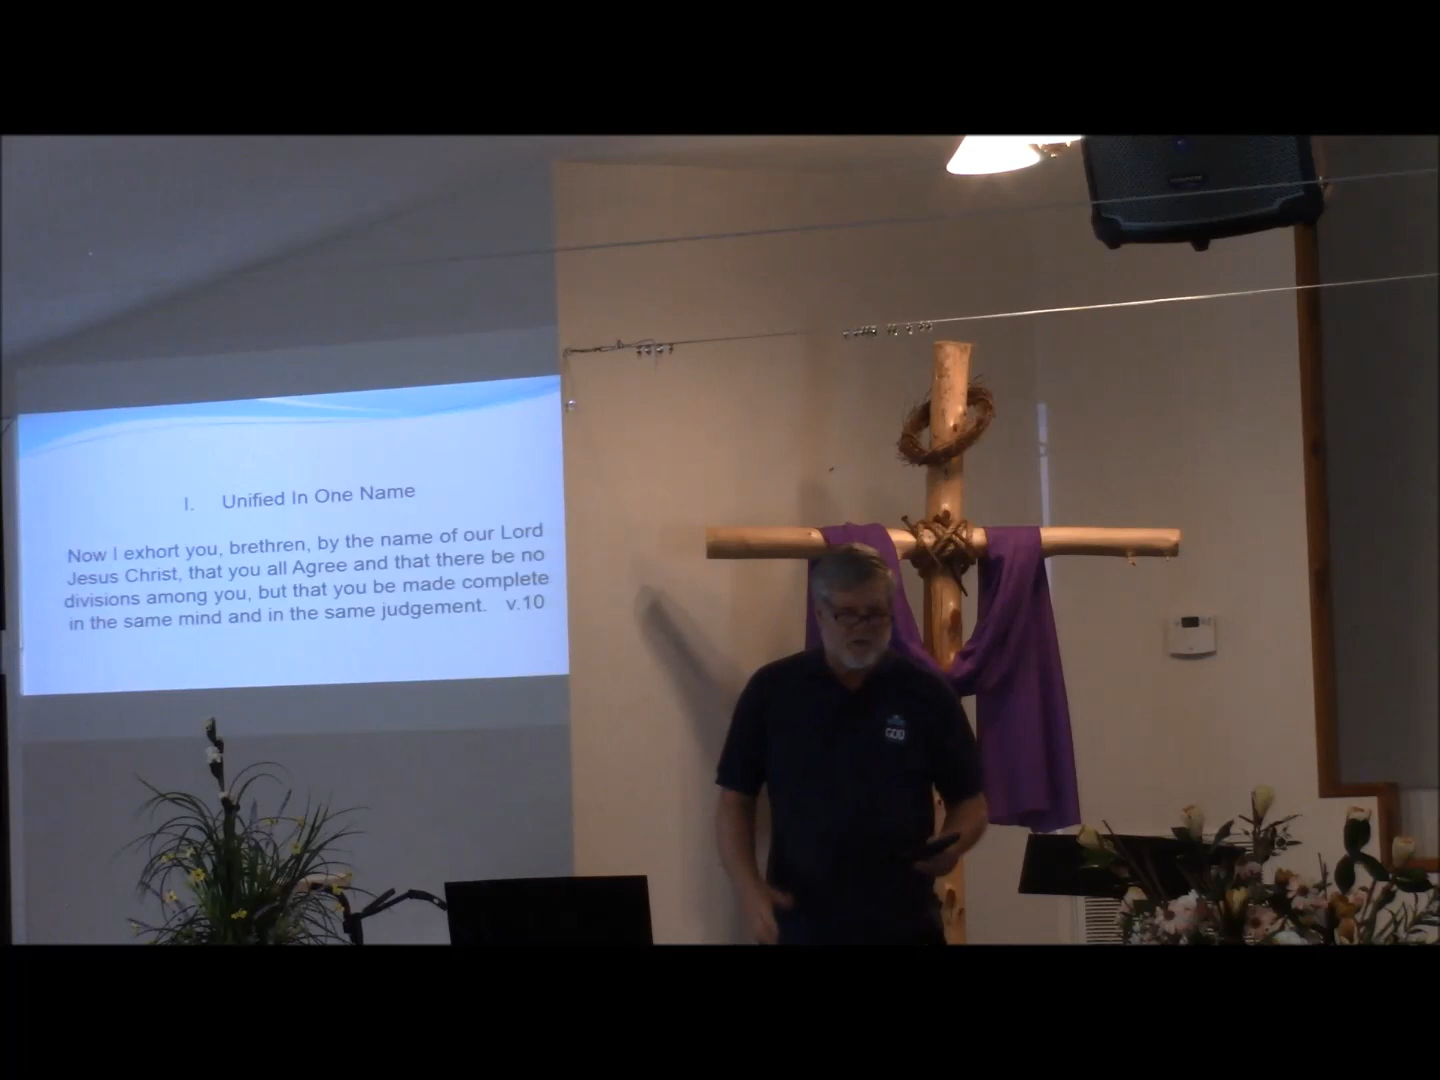 I. Unified In One Name
Now I exhort you, brethren, by the name of our Lord
Jesus Christ, that you all Agree and that there be no
divisions among you, but that you be made complete
in the same mind and in the same judgement. v.10
GOD